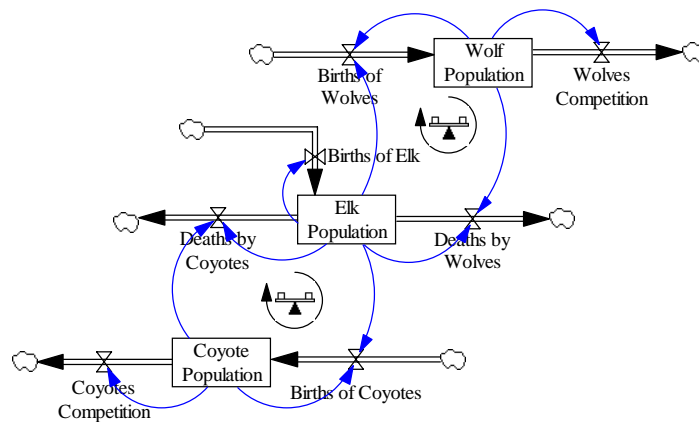 Births of
Wolves
Wolf
Population
Wolves
Competition
Births of Elk
Deaths by
Coyotes
Elk
Population
Deaths by
Wolves
Coyotes
Competition
Coyote
Population
Births of Coyotes